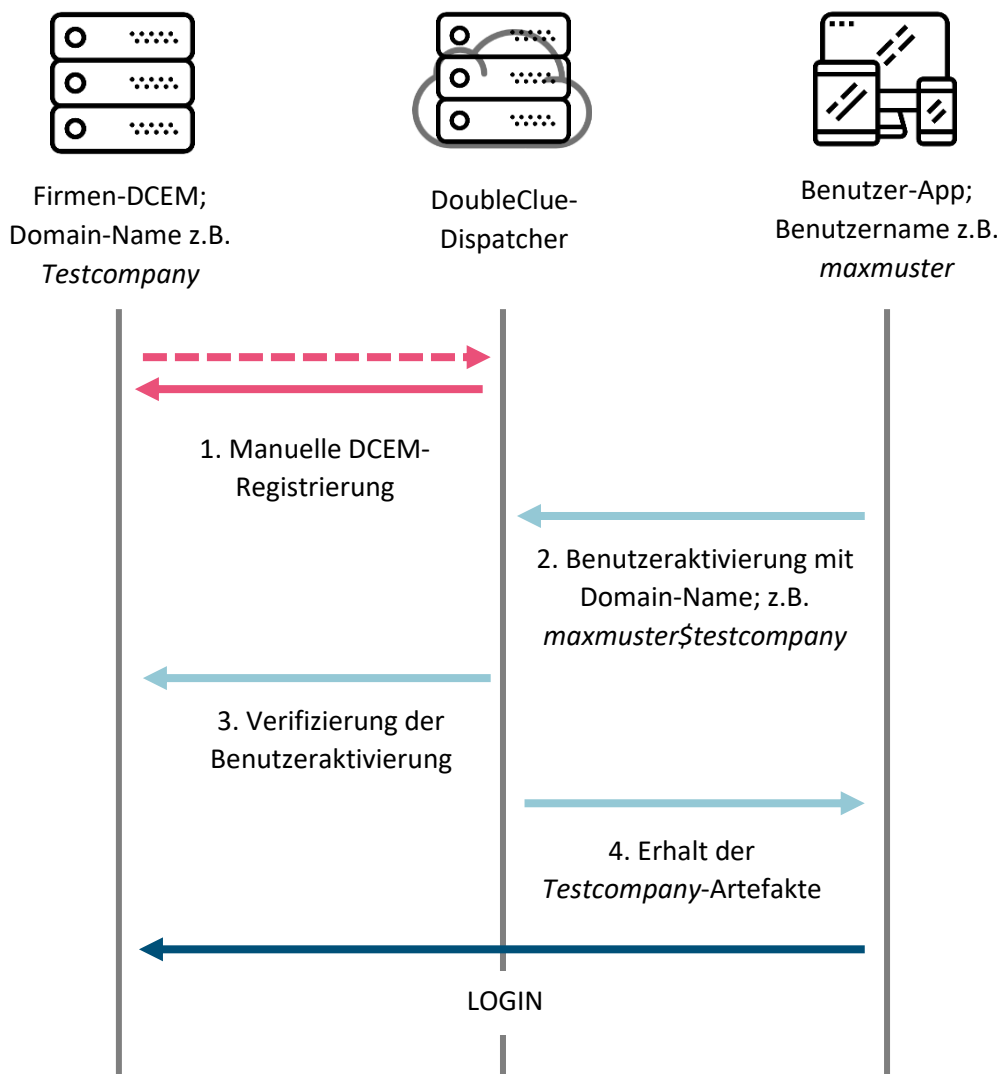 Firmen-DCEM;
Domain-Name z.B.
Testcompany
DoubleClue-
Dispatcher
Benutzer-App;
Benutzername z.B.
maxmuster
1. Manuelle DCEM-
Registrierung
2. Benutzeraktivierung mit
Domain-Name; z.B.
maxmuster$testcompany
3. Verifizierung der
Benutzeraktivierung
4. Erhalt der
Testcompany-Artefakte
LOGIN